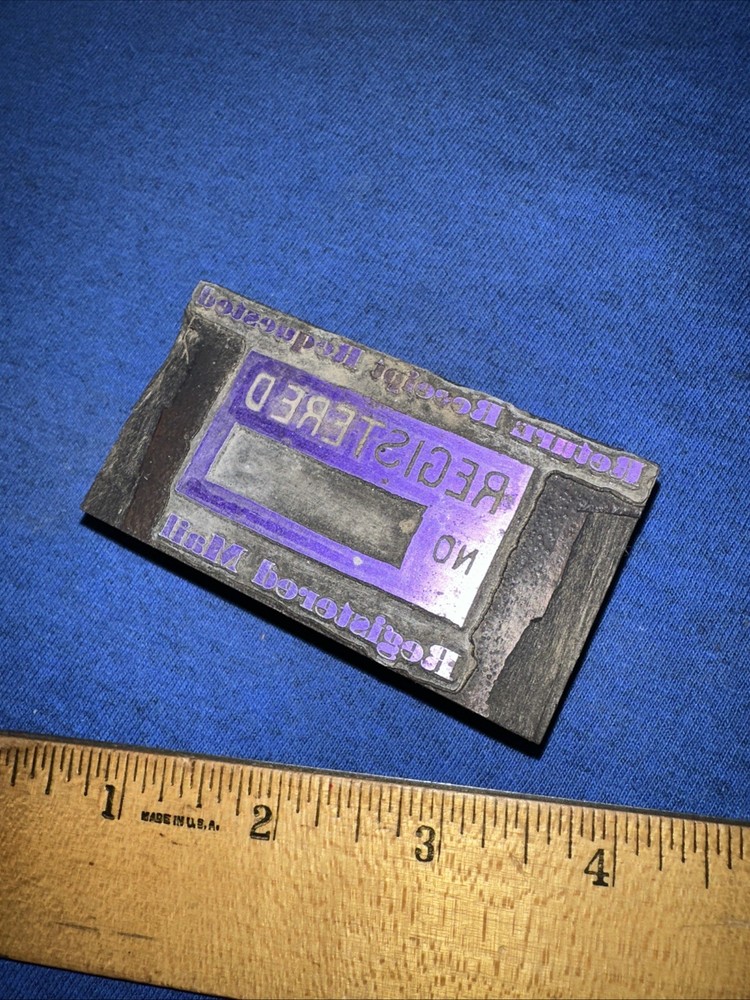 Return Receipt Requested
REGISTERED
NO
Registered Mail
1 2 3 4
MADE IN U.S.A.